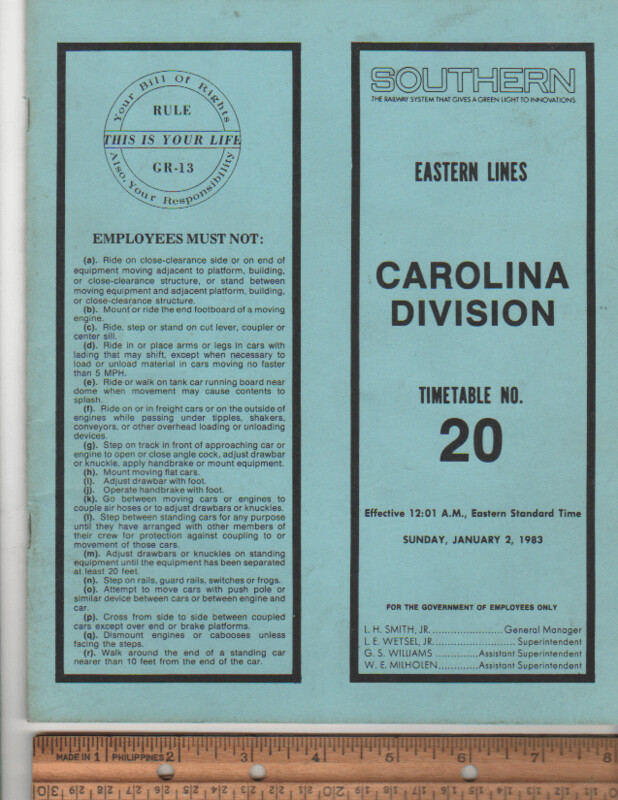 Your Bill Of Rights
RULE
THIS IS YOUR LIFE
GR-13
Also, Your Responsibility
EMPLOYEES MUST NOT:
(a). Ride on close-clearance side or on end of
equipment moving adjacent to platform, building,
or close-clearance structure, or stand between
moving equipment and adjacent platform, building,
or close-clearance structure.
(b). Mount or ride the end footboard of a moving
engine.
(c). Ride, step or stand on cut lever, coupler or
center sill.
(d). Ride in or place arms or legs in cars with
lading that may shift, except when necessary to
load or unload material in cars moving no faster
than 5 MPH.
(e). Ride or walk on tank car running board near
dome when movement may cause contents to
splash.
(f). Ride on or in freight cars or on the outside of
engines while passing under tipples, shakers,
conveyors, or other overhead loading or unloading
devices.
(g). Step on track in front of approaching car or
engine to open or close angle cock, adjust drawbar
or knuckle, apply handbrake or mount equipment.
(h). Mount moving flat cars.
(i). Adjust drawbar with foot.
(j). Operate handbrake with foot.
(k). Go between moving cars or engines to
couple air hoses or to adjust drawbars or knuckles.
(l). Step between standing cars for any purpose
until they have arranged with other members of
their crew for protection against coupling to or
movement of those cars.
(m). Adjust drawbars or knuckles on standing
equipment until the equipment has been separated
at least 20 feet.
(n). Step on rails, guard rails, switches or frogs.
(o). Attempt to move cars with push pole or
similar device between cars or between engine and
car.
(p). Cross from side to side between coupled
cars except over end or brake platforms.
(q). Dismount engines or cabooses unless
facing the steps.
(r). Walk around the end of a standing car
nearer than 10 feet from the end of the car.
SOUTHERN
THE RAILWAY SYSTEM THAT GIVES A GREEN LIGHT TO INNOVATIONS
EASTERN LINES
CAROLINA
DIVISION
TIMETABLE NO.
20
Effective 12:01 A.M., Eastern Standard Time
SUNDAY, JANUARY 2, 1983
FOR THE GOVERNMENT OF EMPLOYEES ONLY
L. H. SMITH, JR. .................... General Manager
I. E. WETSEL, JR. ....................... Superintendent
G. S. WILLIAMS ............. Assistant Superintendent
W. E. MILHOLEN ............ Assistant Superintendent
MADE IN 1 PHILIPPINES 2 3 4 5 6 7 8